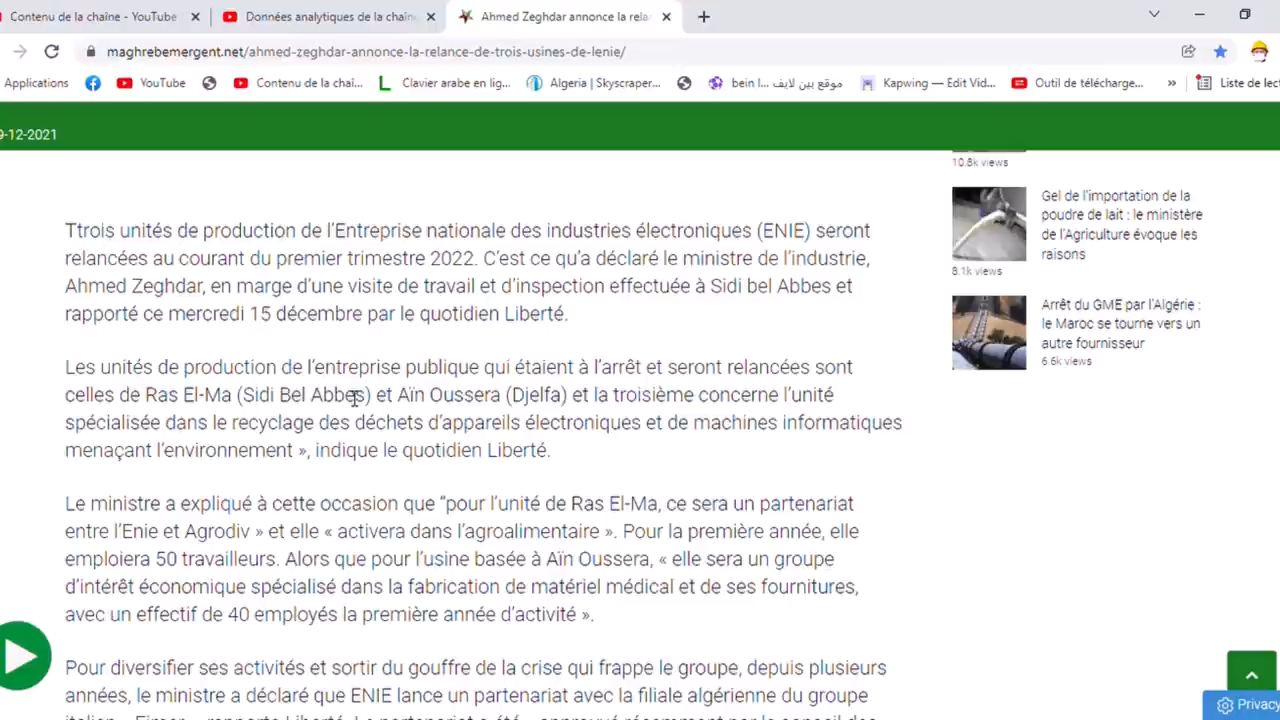 Contenu de la chaîne - YouTube
Données analytiques de la chaîn
Ahmed Zeghdar annonce la rela
maghrebemergent.net/ahmed-zeghdar-annonce-la-relance-de-trois-usines-de-lenie/
Applications
YouTube
Contenu de la chaî...
Clavier arabe en lig...
Algeria | Skyscraper...
bein l... موقع بين لايف
Kapwing — Edit Vid...
Outil de télécharge...
»
Liste de lect
9-12-2021
10.8k views
Gel de l'importation de la
poudre de lait : le ministère
de l'Agriculture évoque les
raisons
8.1k views
Arrêt du GME par l'Algérie :
le Maroc se tourne vers un
autre fournisseur
6.6k views
Ttrois unités de production de l'Entreprise nationale des industries électroniques (ENIE) seront
relancées au courant du premier trimestre 2022. C'est ce qu'a déclaré le ministre de l'industrie,
Ahmed Zeghdar, en marge d'une visite de travail et d'inspection effectuée à Sidi bel Abbes et
rapporté ce mercredi 15 décembre par le quotidien Liberté.
Les unités de production de l'entreprise publique qui étaient à l'arrêt et seront relancées sont
celles de Ras El-Ma (Sidi Bel Abbes) et Aïn Oussera (Djelfa) et la troisième concerne l'unité
spécialisée dans le recyclage des déchets d'appareils électroniques et de machines informatiques
menaçant l'environnement », indique le quotidien Liberté.
Le ministre a expliqué à cette occasion que “pour l'unité de Ras El-Ma, ce sera un partenariat
entre l'Enie et Agrodiv » et elle « activera dans l'agroalimentaire ». Pour la première année, elle
emploiera 50 travailleurs. Alors que pour l'usine basée à Aïn Oussera, « elle sera un groupe
d'intérêt économique spécialisé dans la fabrication de matériel médical et de ses fournitures,
avec un effectif de 40 employés la première année d'activité ».
Pour diversifier ses activités et sortir du gouffre de la crise qui frappe le groupe, depuis plusieurs
années, le ministre a déclaré que ENIE lance un partenariat avec la filiale algérienne du groupe
Privacy